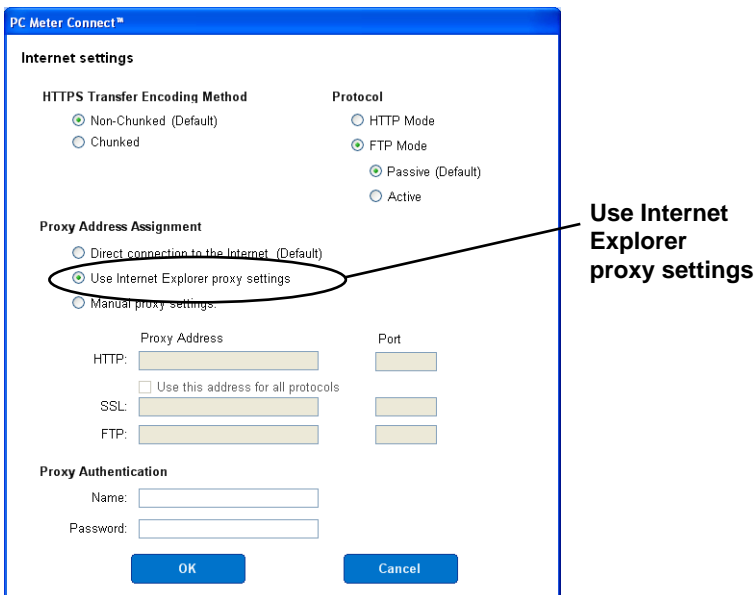 PC Meter Connect℠
Internet settings
HTTPS Transfer Encoding Method
Protocol
Non-Chunked (Default)
HTTP Mode
Chunked
FTP Mode
Passive (Default)
Active
Proxy Address Assignment
Direct connection to the Internet (Default)
Use Internet Explorer proxy settings
Manual proxy settings:
Use Internet
Explorer
proxy settings
Proxy Address
Port
HTTP:
Use this address for all protocols
SSL:
FTP:
Proxy Authentication
Name:
Password:
OK
Cancel